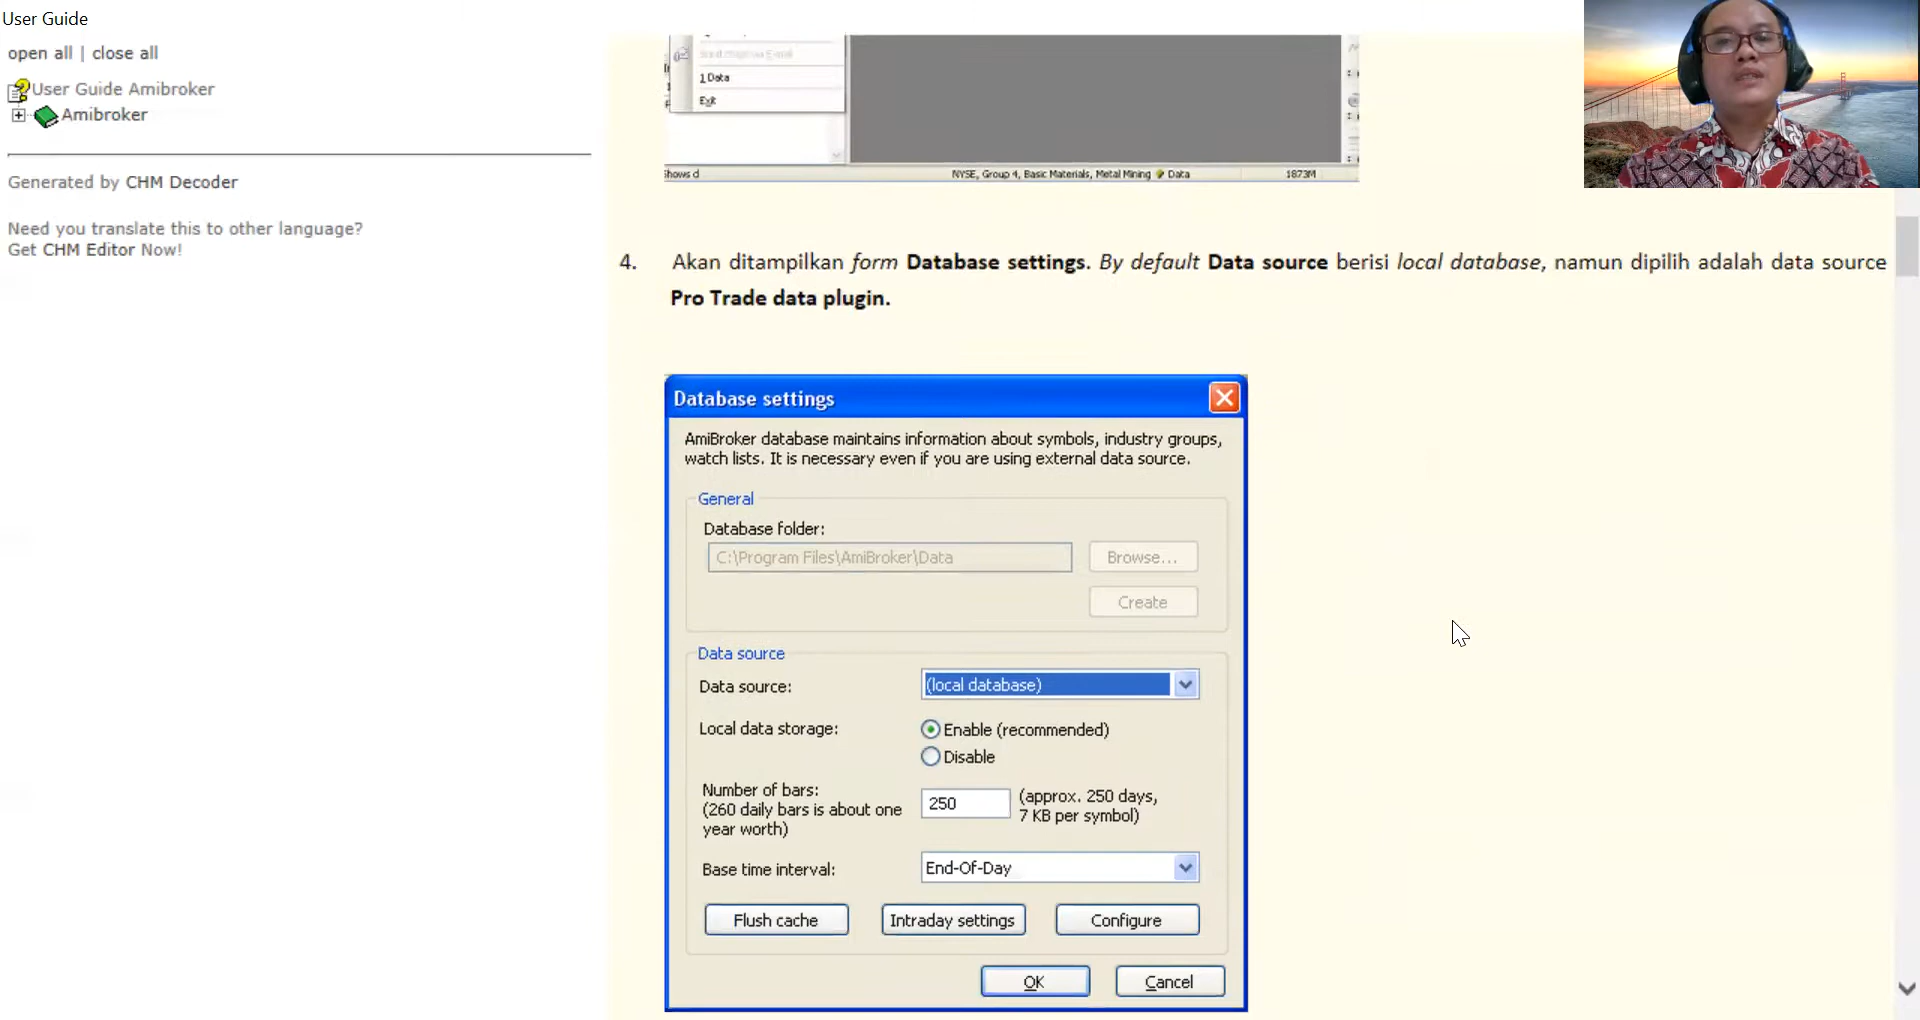 User Guide
open all | close all
User Guide Amibroker
Amibroker
Generated by CHM Decoder
Need you translate this to other language?
Get CHM Editor Now!
1 Data
Exit
NYSE, Group 4, Basic Materials, Metal Mining Data
1873M
4. Akan ditampilkan form Database settings. By default Data source berisi local database, namun dipilih adalah data source
Pro Trade data plugin.
Database settings
AmiBroker database maintains information about symbols, industry groups,
watch lists. It is necessary even if you are using external data source.
General
Database folder:
C:\Program Files\AmiBroker\Data
Browse...
Create
Data source
Data source:
(local database)
Local data storage:
Enable (recommended)
Disable
Number of bars:
(260 daily bars is about one
year worth)
250
(approx. 250 days,
7 KB per symbol)
Base time interval:
End-Of-Day
Flush cache
Intraday settings
Configure
OK
Cancel